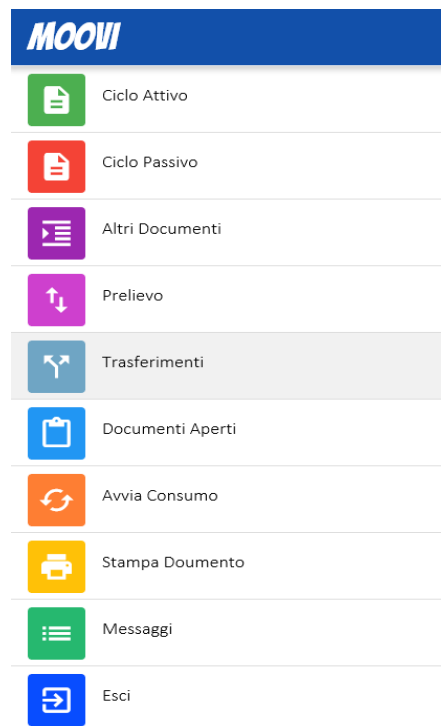 MOOVI
Ciclo Attivo
Ciclo Passivo
Altri Documenti
Prelievo
Trasferimenti
Documenti Aperti
Avvia Consumo
Stampa Doumento
Messaggi
Esci